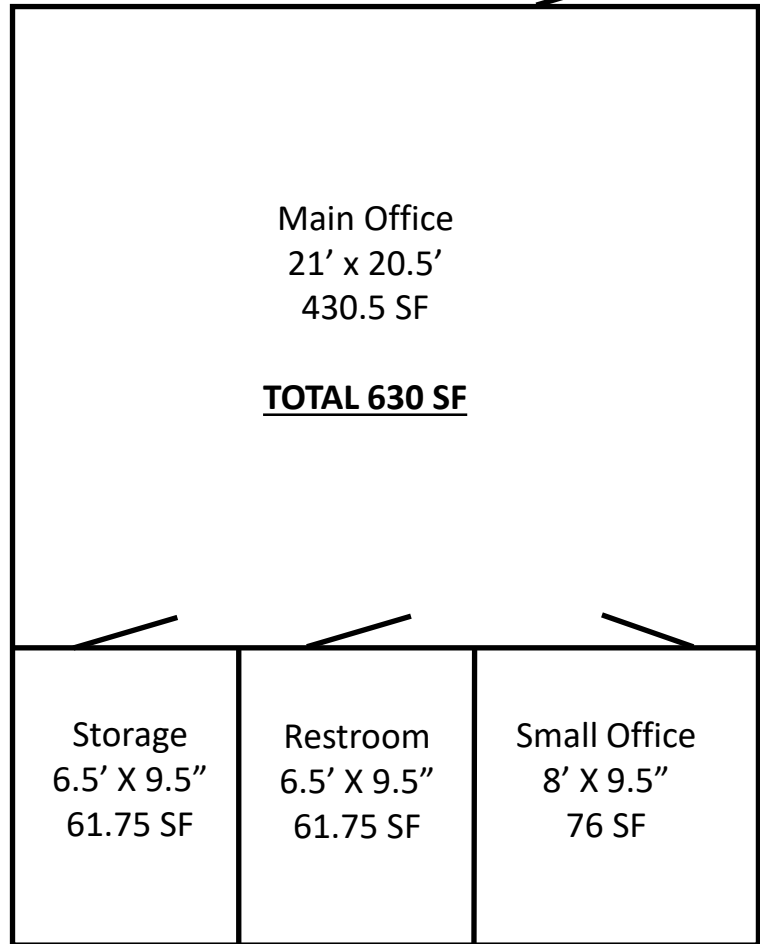 Main Office
21’ x 20.5’
430.5 SF
TOTAL 630 SF
Storage
6.5’ X 9.5”
61.75 SF
Restroom
6.5’ X 9.5”
61.75 SF
Small Office
8’ X 9.5”
76 SF